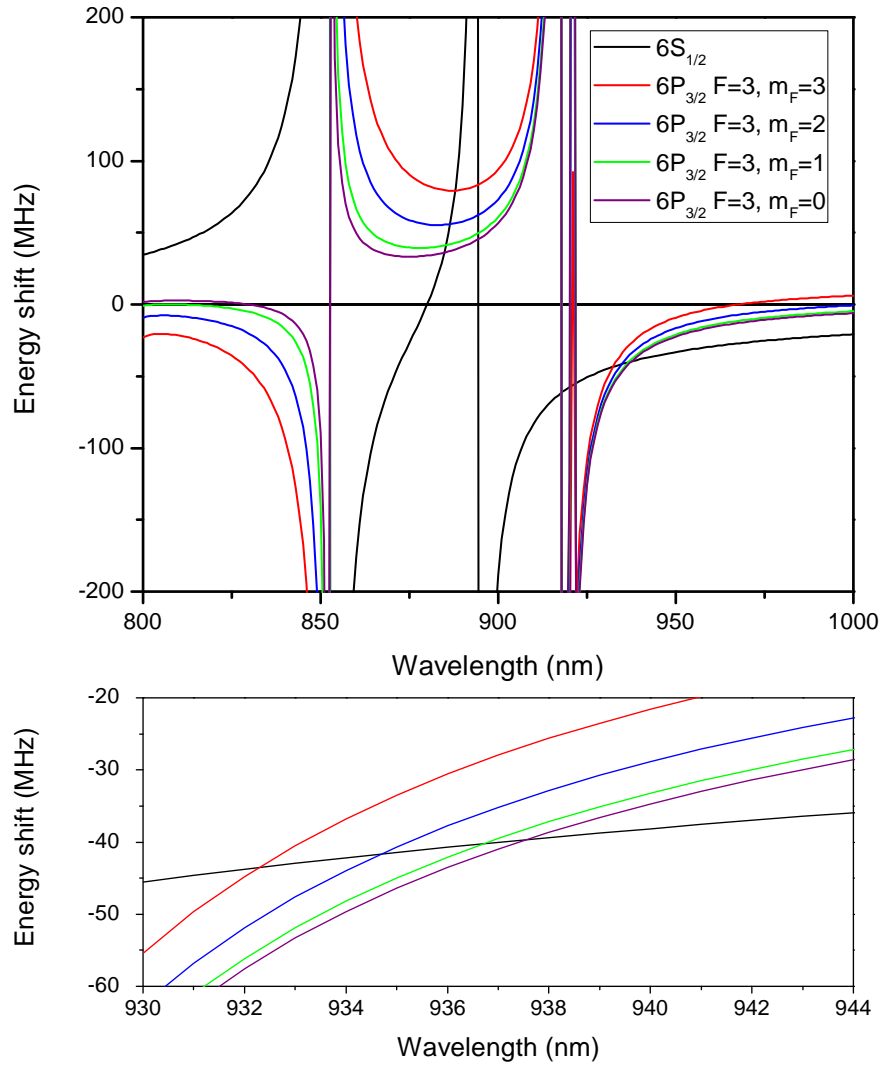 200
100
0
-100
-200
Energy shift (MHz)
6S1/2
6P3/2 F=3, mF=3
6P3/2 F=3, mF=2
6P3/2 F=3, mF=1
6P3/2 F=3, mF=0
800 850 900 950 1000
Wavelength (nm)
-20
-30
-40
-50
-60
Energy shift (MHz)
930 932 934 936 938 940 942 944
Wavelength (nm)